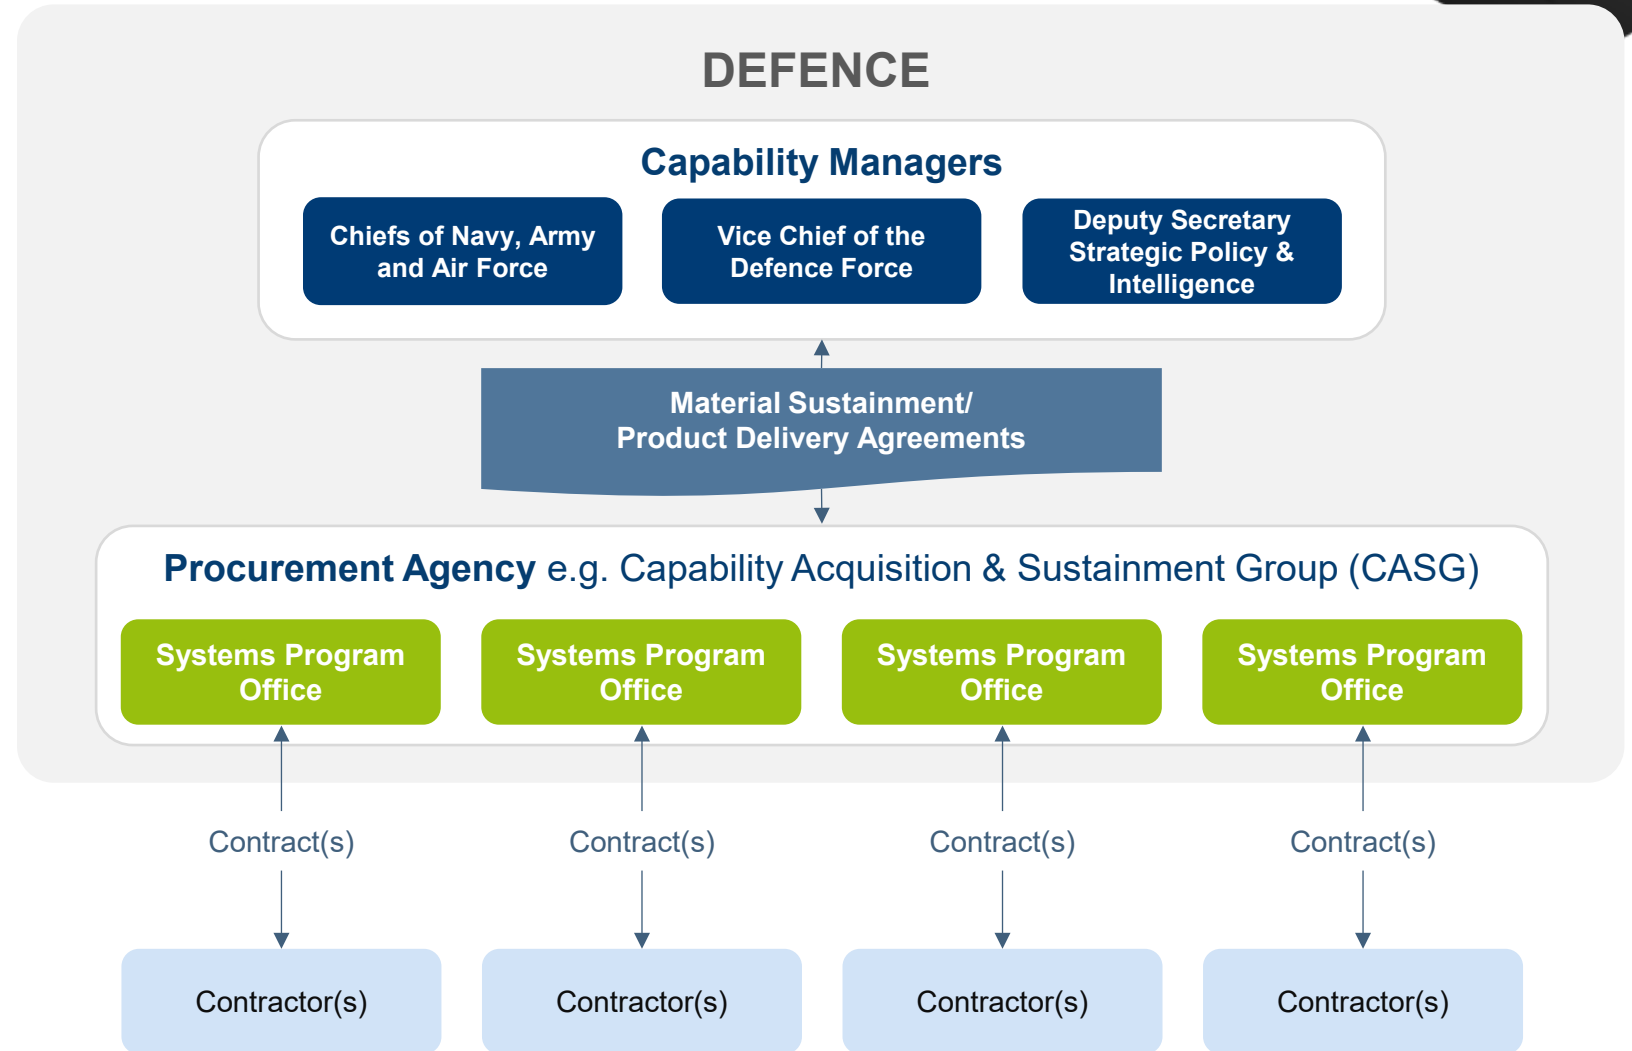 DEFENCE
Capability Managers
Chiefs of Navy, Army
and Air Force
Vice Chief of the
Defence Force
Deputy Secretary
Strategic Policy &
Intelligence
Material Sustainment/
Product Delivery Agreements
Procurement Agency e.g. Capability Acquisition & Sustainment Group (CASG)
Systems Program
Office
Systems Program
Office
Systems Program
Office
Systems Program
Office
Contract(s)
Contract(s)
Contract(s)
Contract(s)
Contractor(s)
Contractor(s)
Contractor(s)
Contractor(s)